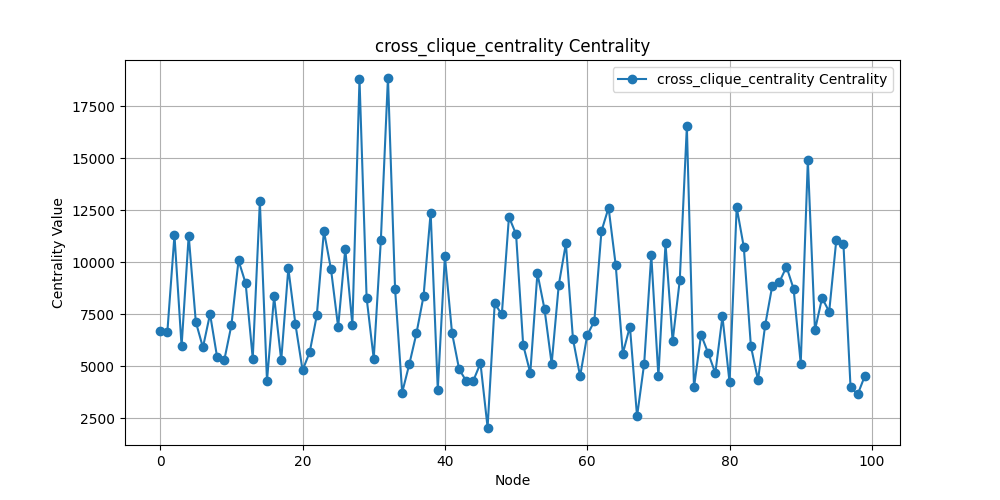 cross_clique_centrality Centrality
cross_clique_centrality Centrality
17500
15000
12500
10000
7500
5000
2500
Centrality Value
0 20 40 60 80 100
Node